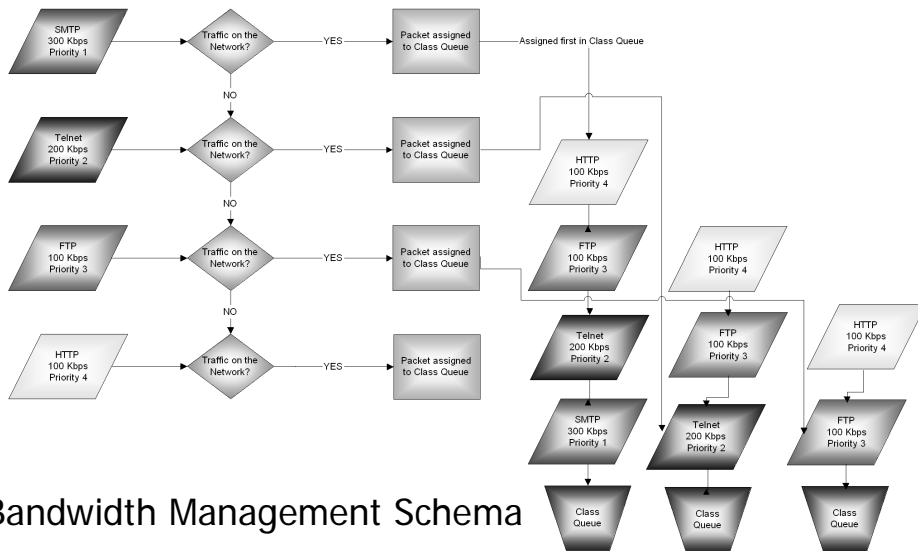 SMTP
300 Kbps
Priority 1
Traffic on the
Network?
YES
Packet assigned
to Class Queue
Assigned first in Class Queue
NO
Telnet
200 Kbps
Priority 2
Traffic on the
Network?
YES
Packet assigned
to Class Queue
HTTP
100 Kbps
Priority 4
NO
FTP
100 Kbps
Priority 3
Traffic on the
Network?
YES
Packet assigned
to Class Queue
FTP
100 Kbps
Priority 3
HTTP
100 Kbps
Priority 4
NO
HTTP
100 Kbps
Priority 4
Traffic on the
Network?
YES
Packet assigned
to Class Queue
Telnet
200 Kbps
Priority 2
FTP
100 Kbps
Priority 3
HTTP
100 Kbps
Priority 4
SMTP
300 Kbps
Priority 1
Telnet
200 Kbps
Priority 2
FTP
100 Kbps
Priority 3
Class
Queue
Class
Queue
Class
Queue
Bandwidth Management Schema